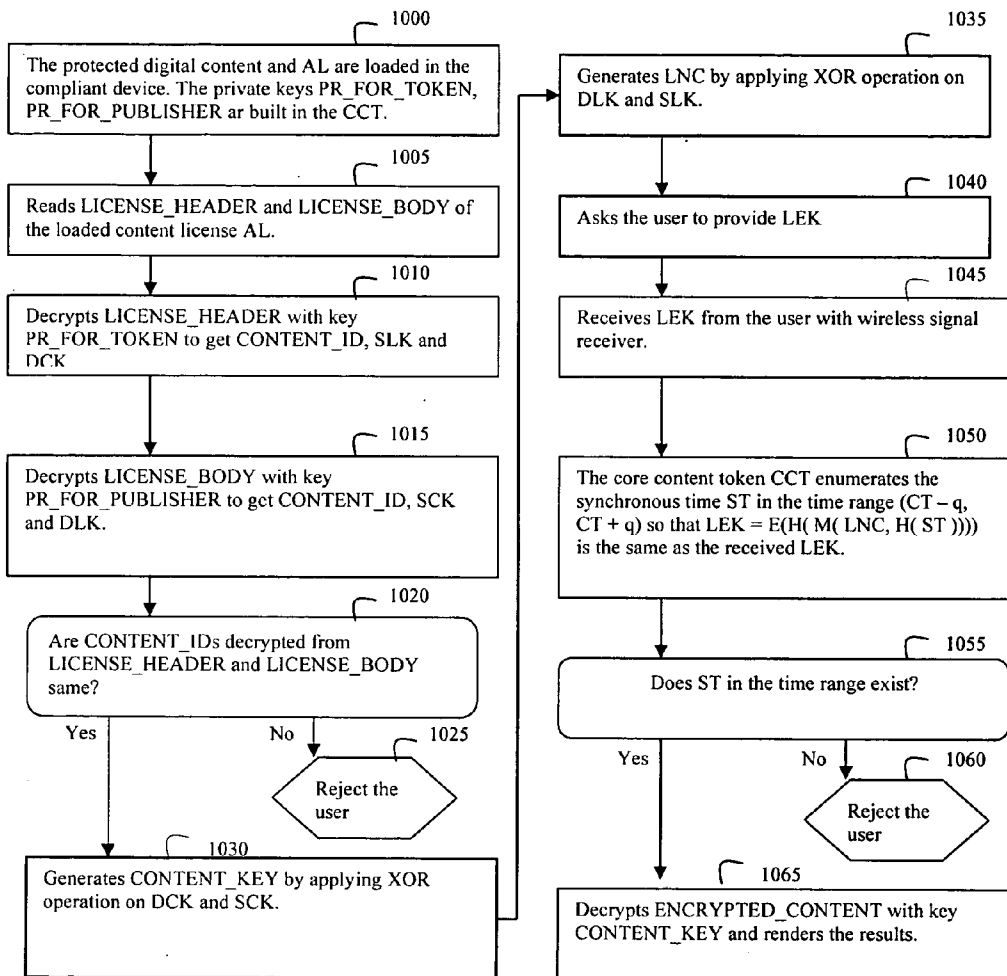 1000
The protected digital content and AL are loaded in the
compliant device. The private keys PR_FOR_TOKEN,
PR_FOR_PUBLISHER ar built in the CCT.
1005
Reads LICENSE_HEADER and LICENSE_BODY of
the loaded content license AL.
1010
Decrypts LICENSE_HEADER with key
PR_FOR_TOKEN to get CONTENT_ID, SLK and
DCK
1015
Decrypts LICENSE_BODY with key
PR_FOR_PUBLISHER to get CONTENT_ID, SCK
and DLK.
1020
Are CONTENT_IDs decrypted from
LICENSE_HEADER and LICENSE_BODY
same?
Yes
No
1025
Reject the
user
1030
Generates CONTENT_KEY by applying XOR
operation on DCK and SCK.
1035
Generates LNC by applying XOR operation on
DLK and SLK.
1040
Asks the user to provide LEK
1045
Receives LEK from the user with wireless signal
receiver.
1050
The core content token CCT enumerates the
synchronous time ST in the time range (CT – q,
CT + q) so that LEK = E(H( M( LNC, H( ST ))))
is the same as the received LEK.
1055
Does ST in the time range exist?
Yes
No
1060
Reject the
user
1065
Decrypts ENCRYPTED_CONTENT with key
CONTENT_KEY and renders the results.